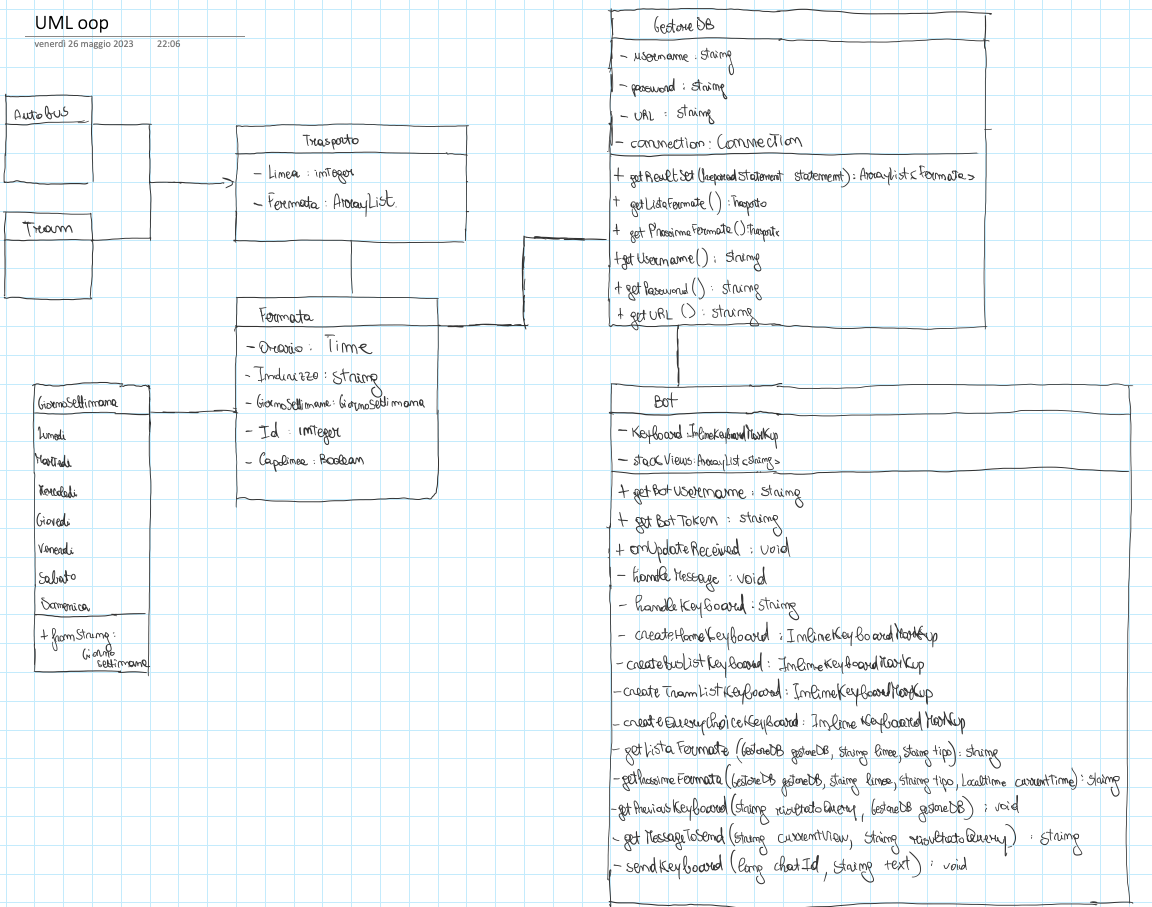 UML oop
venerdì 26 maggio 2023 22:06
Autobus
Tram
Trasporto
- Linea : integer
- Fermata : ArrayList
Fermata
- Orario : Time
- Indirizzo : String
- GiornoSettimana : GiornoSettimana
- Id : integer
- Capolinea : Boolean
GiornoSettimana
Lunedì
Martedì
Mercoledì
Giovedì
Venerdì
Sabato
Domenica
+ fromString :
Giorno
settimana
GestoreDB
- username : string
- password : string
- URL : string
- connection : Connection
+ getResultSet (PreparedStatement statement) : ArrayList<Fermata>
+ getListaFermate () : Trasporto
+ getProssimeFermate () : Trasporto
+ getUsername () : string
+ getPassword () : string
+ getURL () : string
Bot
- Keyboard : InlineKeyboardMarkup
- stackViews : ArrayList<String>
+ getBotUsername : string
+ getBotToken : string
+ onUpdateReceived : void
- handleMessage : void
- handleKeyboard : string
- createHomeKeyboard : InlineKeyboardMarkup
- createBusListKeyboard : InlineKeyboardMarkup
- createTramListKeyboard : InlineKeyboardMarkup
- createQueryChoiceKeyboard : InlineKeyboardMarkup
- getListaFermate (GestoreDB gestoreDB, String linea, String tipo) : string
- getProssimeFermata (GestoreDB gestoreDB, string linea, string tipo, Localtime currentTime) : string
- getPreviousKeyboard (string risultatoQuery, GestoreDB gestoreDB) : void
- getMessageToSend (string currentView, string risultatoQuery) : string
- sendKeyboard (long chatId, string text) : void